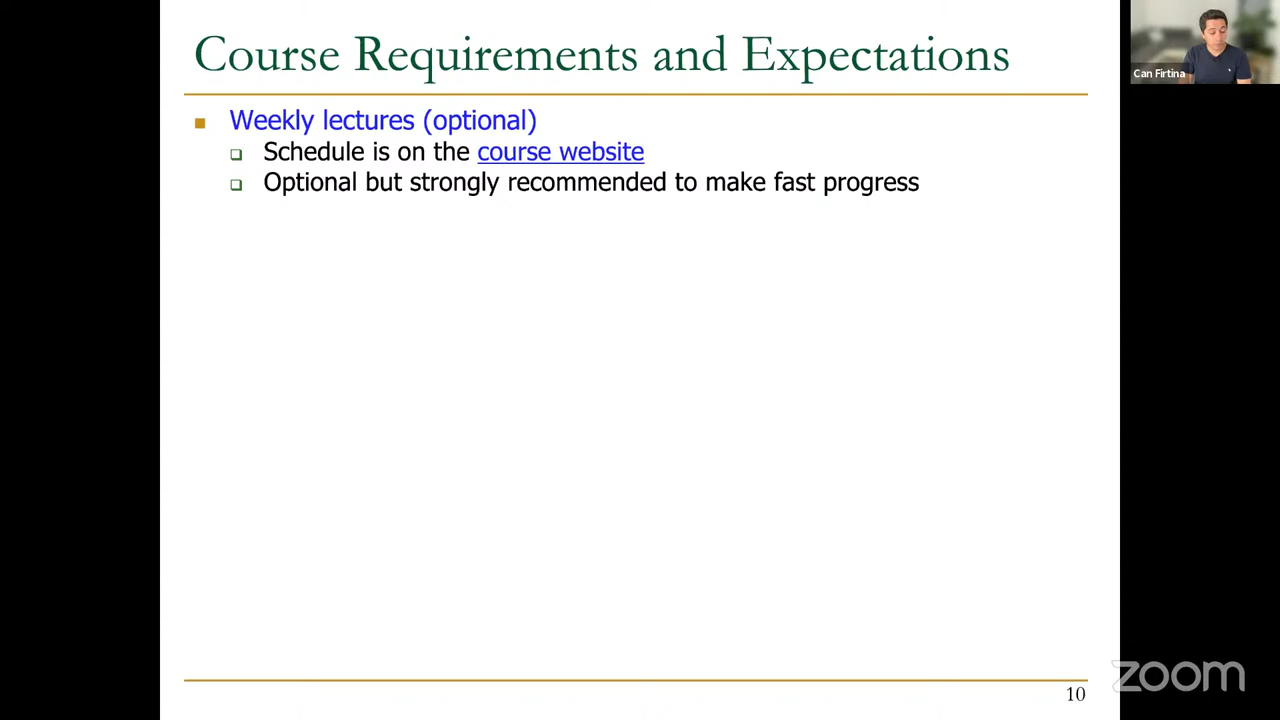 Course Requirements and Expectations
Can Firtina
Weekly lectures (optional)
Schedule is on the course website
Optional but strongly recommended to make fast progress
10
zoom